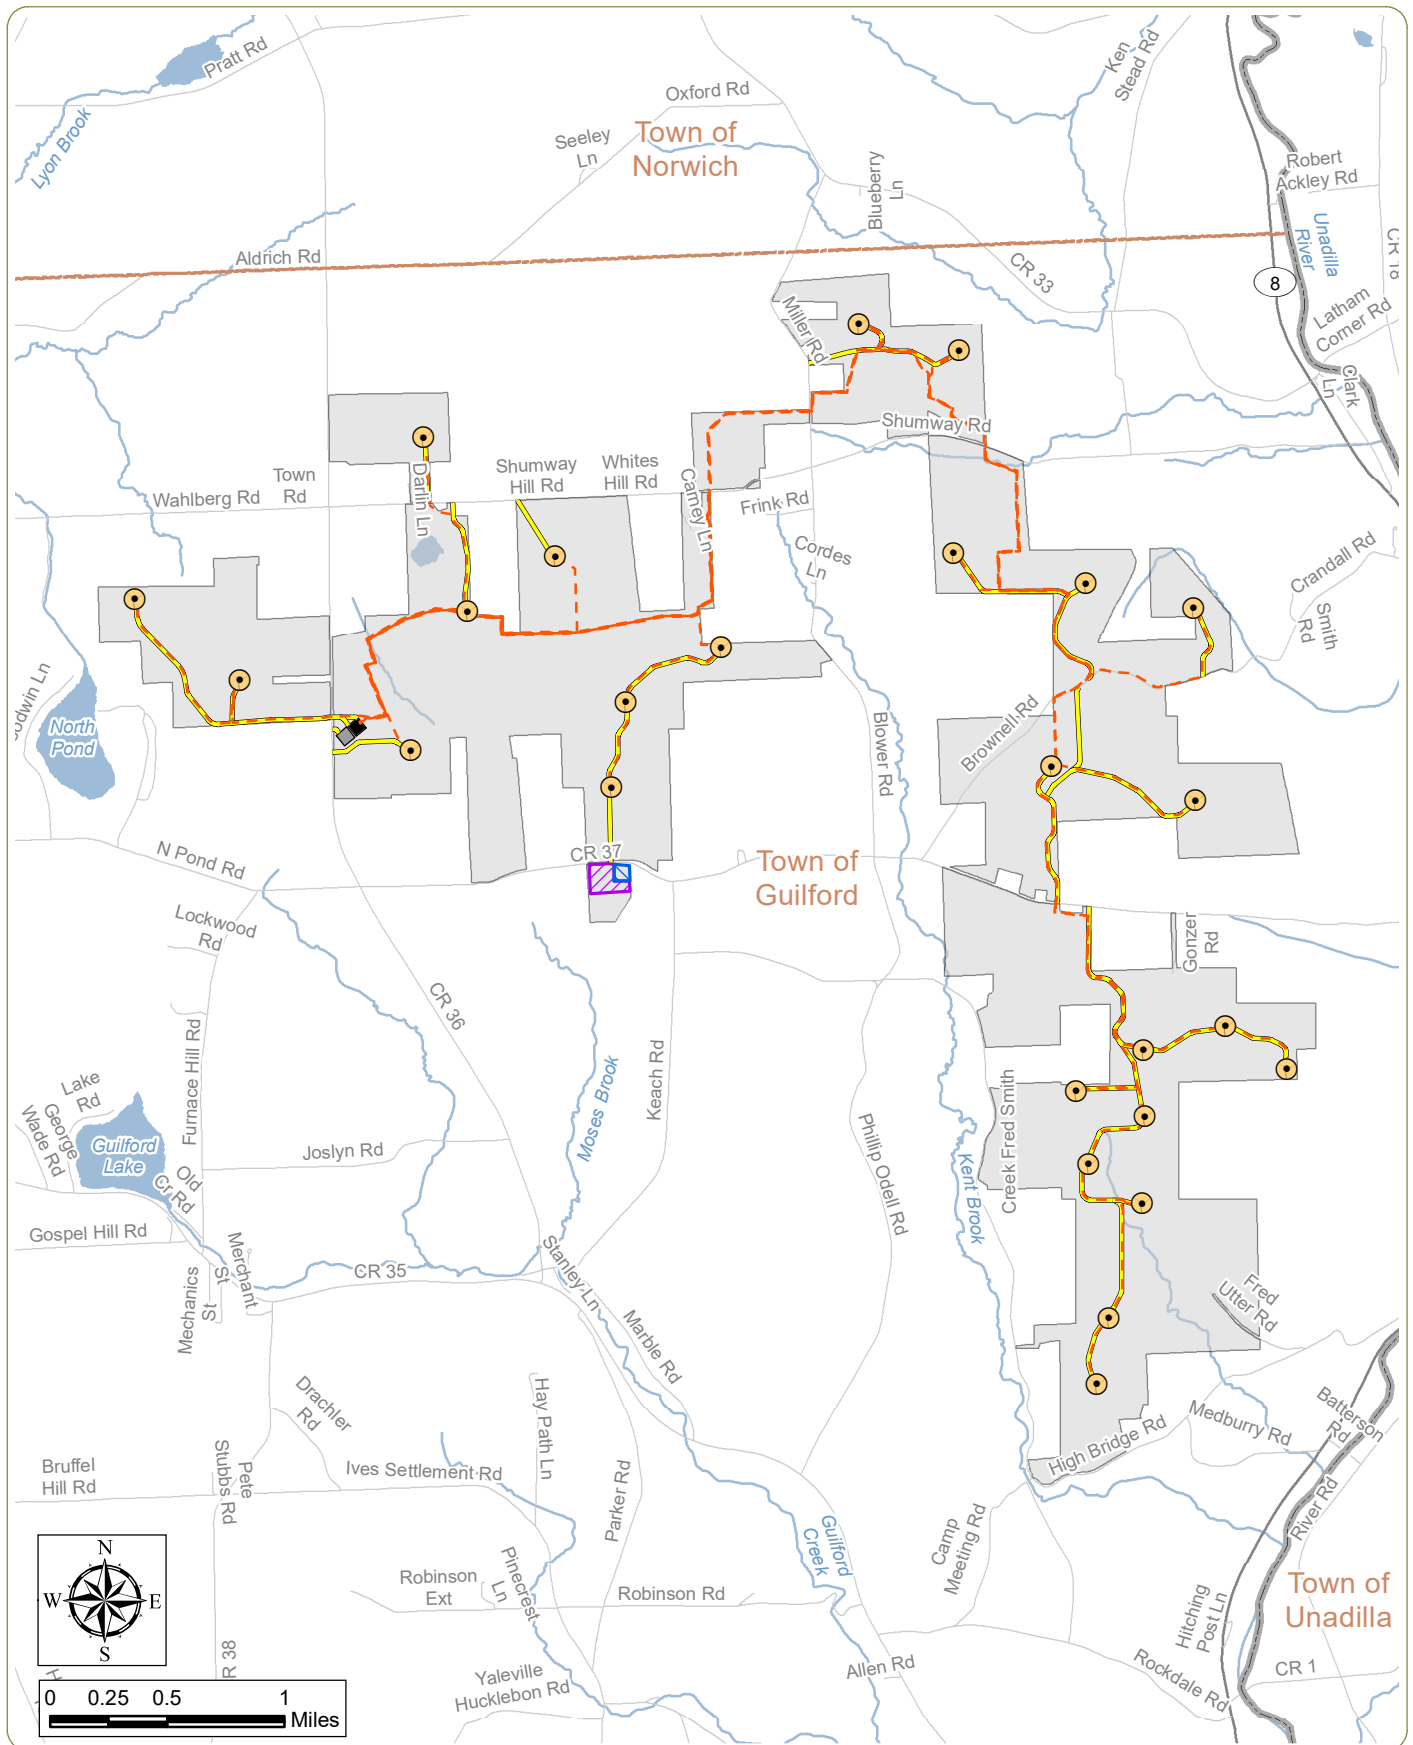 Pratt Rd
Lyon Brook
Oxford Rd
Seeley
Ln
Town of
Norwich
Ken
Stead Rd
Blueberry
Ln
Robert
Ackley Rd
Unadilla
River
CR 18
Aldrich Rd
CR 33
8
Latham
Corner Rd
Miller Rd
Clark
Ln
Shumway Rd
Town
Rd
Wahlberg Rd
Darlin Ln
Shumway
Hill Rd
Whites
Hill Rd
Carney Ln
Frink Rd
Cordes
Ln
Crandall Rd
Smith
Rd
odwin Ln
North
Pond
Brownell Rd
Blower Rd
N Pond Rd
CR 37
Town of
Guilford
Lockwood
Rd
Gonzer
Rd
CR 36
Furnace Hill Rd
Keach Rd
Moses Brook
Lake
Rd
George
Wade Rd
Guilford
Lake
Old
Cr Rd
Joslyn Rd
Phillip Odell Rd
Creek Fred Smith
Kent Brook
Gospel Hill Rd
Merchant
St
Mechanics
St
CR 35
Stanley Ln
Marble Rd
Fred
Utter Rd
Drachler
Rd
Hay Path Ln
Batterson
Rd
Medburry Rd
High Bridge Rd
Bruffel
Hill Rd
Pete
Stubbs Rd
Ives Settlement Rd
Parker Rd
River Rd
Guilford
Creek
Camp
Meeting Rd
N
W
E
S
Robinson
Ext
Pinecrest
Ln
Robinson Rd
Town of
Unadilla
Hitching
Post Ln
R 38
H
Yaleville
Hucklebon Rd
Allen Rd
Rockdale Rd
CR 1
0 0.25 0.5 1
Miles